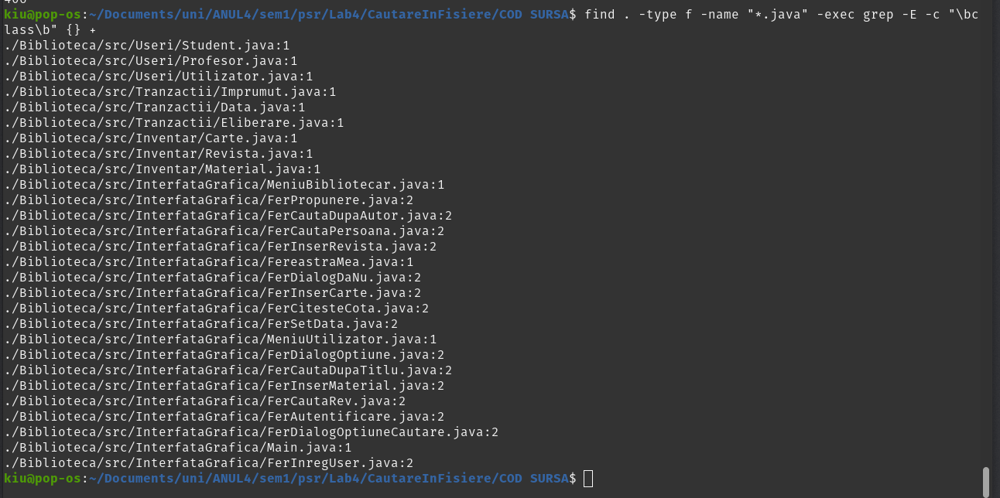 kiu@pop-os:~/Documents/uni/ANUL4/sem1/psr/Lab4/CautareInFisiere/COD SURSA$ find . -type f -name "*.java" -exec grep -E -c "\bc
lass\b" {} +
./Biblioteca/src/Useri/Student.java:1
./Biblioteca/src/Useri/Profesor.java:1
./Biblioteca/src/Useri/Utilizator.java:1
./Biblioteca/src/Tranzactii/Imprumut.java:1
./Biblioteca/src/Tranzactii/Data.java:1
./Biblioteca/src/Tranzactii/Eliberare.java:1
./Biblioteca/src/Inventar/Carte.java:1
./Biblioteca/src/Inventar/Revista.java:1
./Biblioteca/src/Inventar/Material.java:1
./Biblioteca/src/InterfataGrafica/MeniuBibliotecar.java:1
./Biblioteca/src/InterfataGrafica/FerPropunere.java:2
./Biblioteca/src/InterfataGrafica/FerCautaDupaAutor.java:2
./Biblioteca/src/InterfataGrafica/FerCautaPersoana.java:2
./Biblioteca/src/InterfataGrafica/FerInserRevista.java:2
./Biblioteca/src/InterfataGrafica/FereastraMea.java:1
./Biblioteca/src/InterfataGrafica/FerDialogDaNu.java:2
./Biblioteca/src/InterfataGrafica/FerInserCarte.java:2
./Biblioteca/src/InterfataGrafica/FerCitesteCota.java:2
./Biblioteca/src/InterfataGrafica/FerSetData.java:2
./Biblioteca/src/InterfataGrafica/MeniuUtilizator.java:1
./Biblioteca/src/InterfataGrafica/FerDialogOptiune.java:2
./Biblioteca/src/InterfataGrafica/FerCautaDupaTitlu.java:2
./Biblioteca/src/InterfataGrafica/FerInserMaterial.java:2
./Biblioteca/src/InterfataGrafica/FerCautaRev.java:2
./Biblioteca/src/InterfataGrafica/FerAutentificare.java:2
./Biblioteca/src/InterfataGrafica/FerDialogOptiuneCautare.java:2
./Biblioteca/src/InterfataGrafica/Main.java:1
./Biblioteca/src/InterfataGrafica/FerInregUser.java:2
kiu@pop-os:~/Documents/uni/ANUL4/sem1/psr/Lab4/CautareInFisiere/COD SURSA$